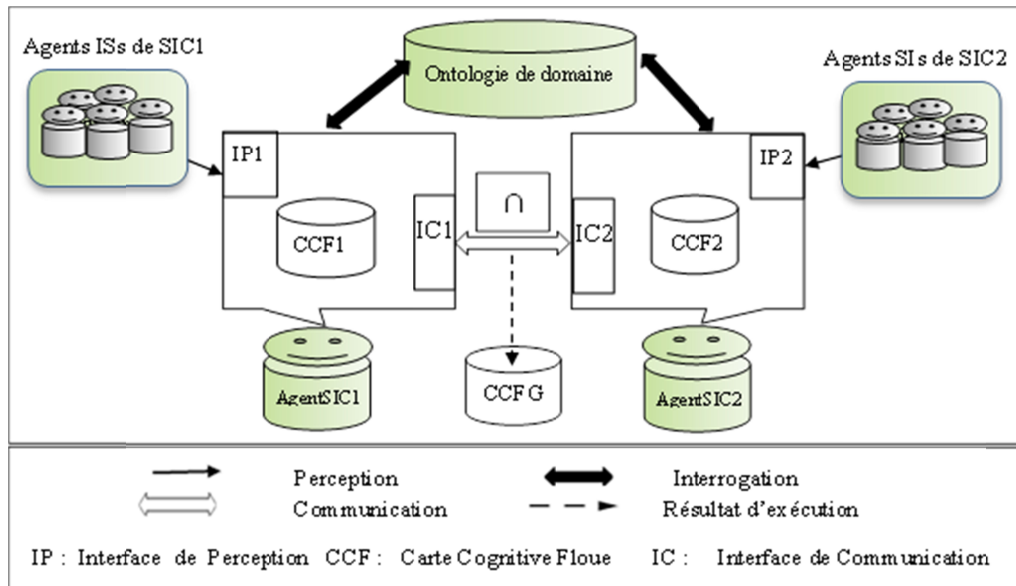 Agents ISs de SIC1
Ontologie de domaine
Agents SIs de SIC2
IP1
IP2
∩
CCF1
IC1
IC2
CCF2
AgentSIC1
CCF G
AgentSIC2
Perception
Interrogation
Communication
Résultat d'exécution
IP : Interface de Perception CCF : Carte Cognitive Floue IC : Interface de Communication